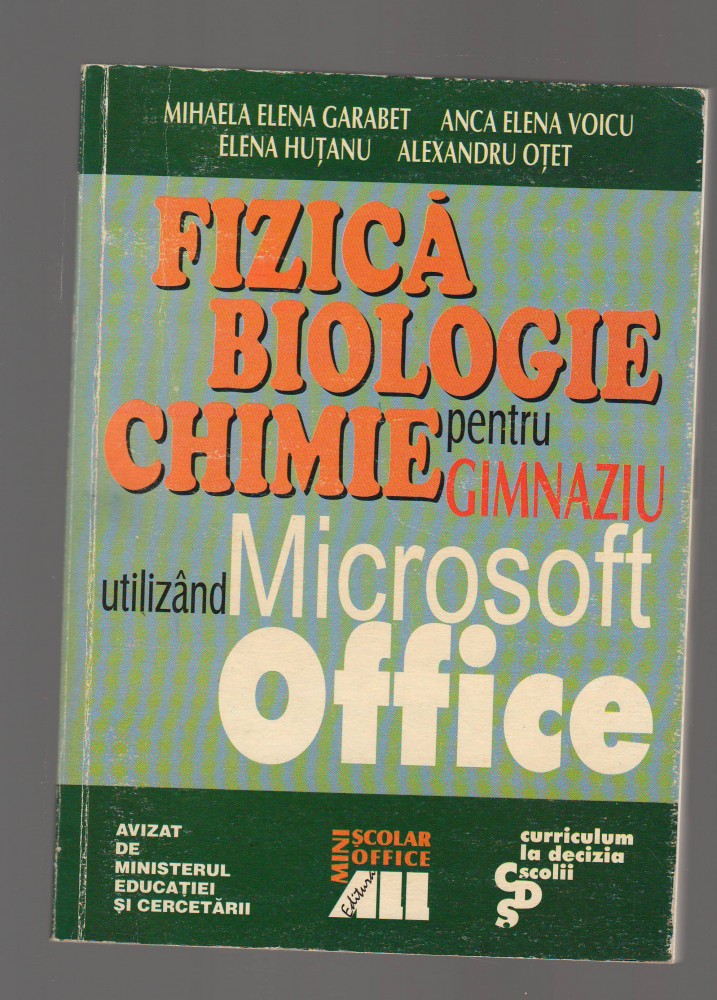 MIHAELA ELENA GARABET ANCA ELENA VOICU
ELENA HUȚANU ALEXANDRU OȚET
FIZICĂ
BIOLOGIE
CHIMIE pentru
GIMNAZIU
utilizând Microsoft
Office
AVIZAT
DE
MINISTERUL
EDUCAȚIEI
ȘI CERCETĂRII
MINI
ȘCOLAR
OFFICE
Editura
ALL
curriculum
la decizia
școlii
CDȘ